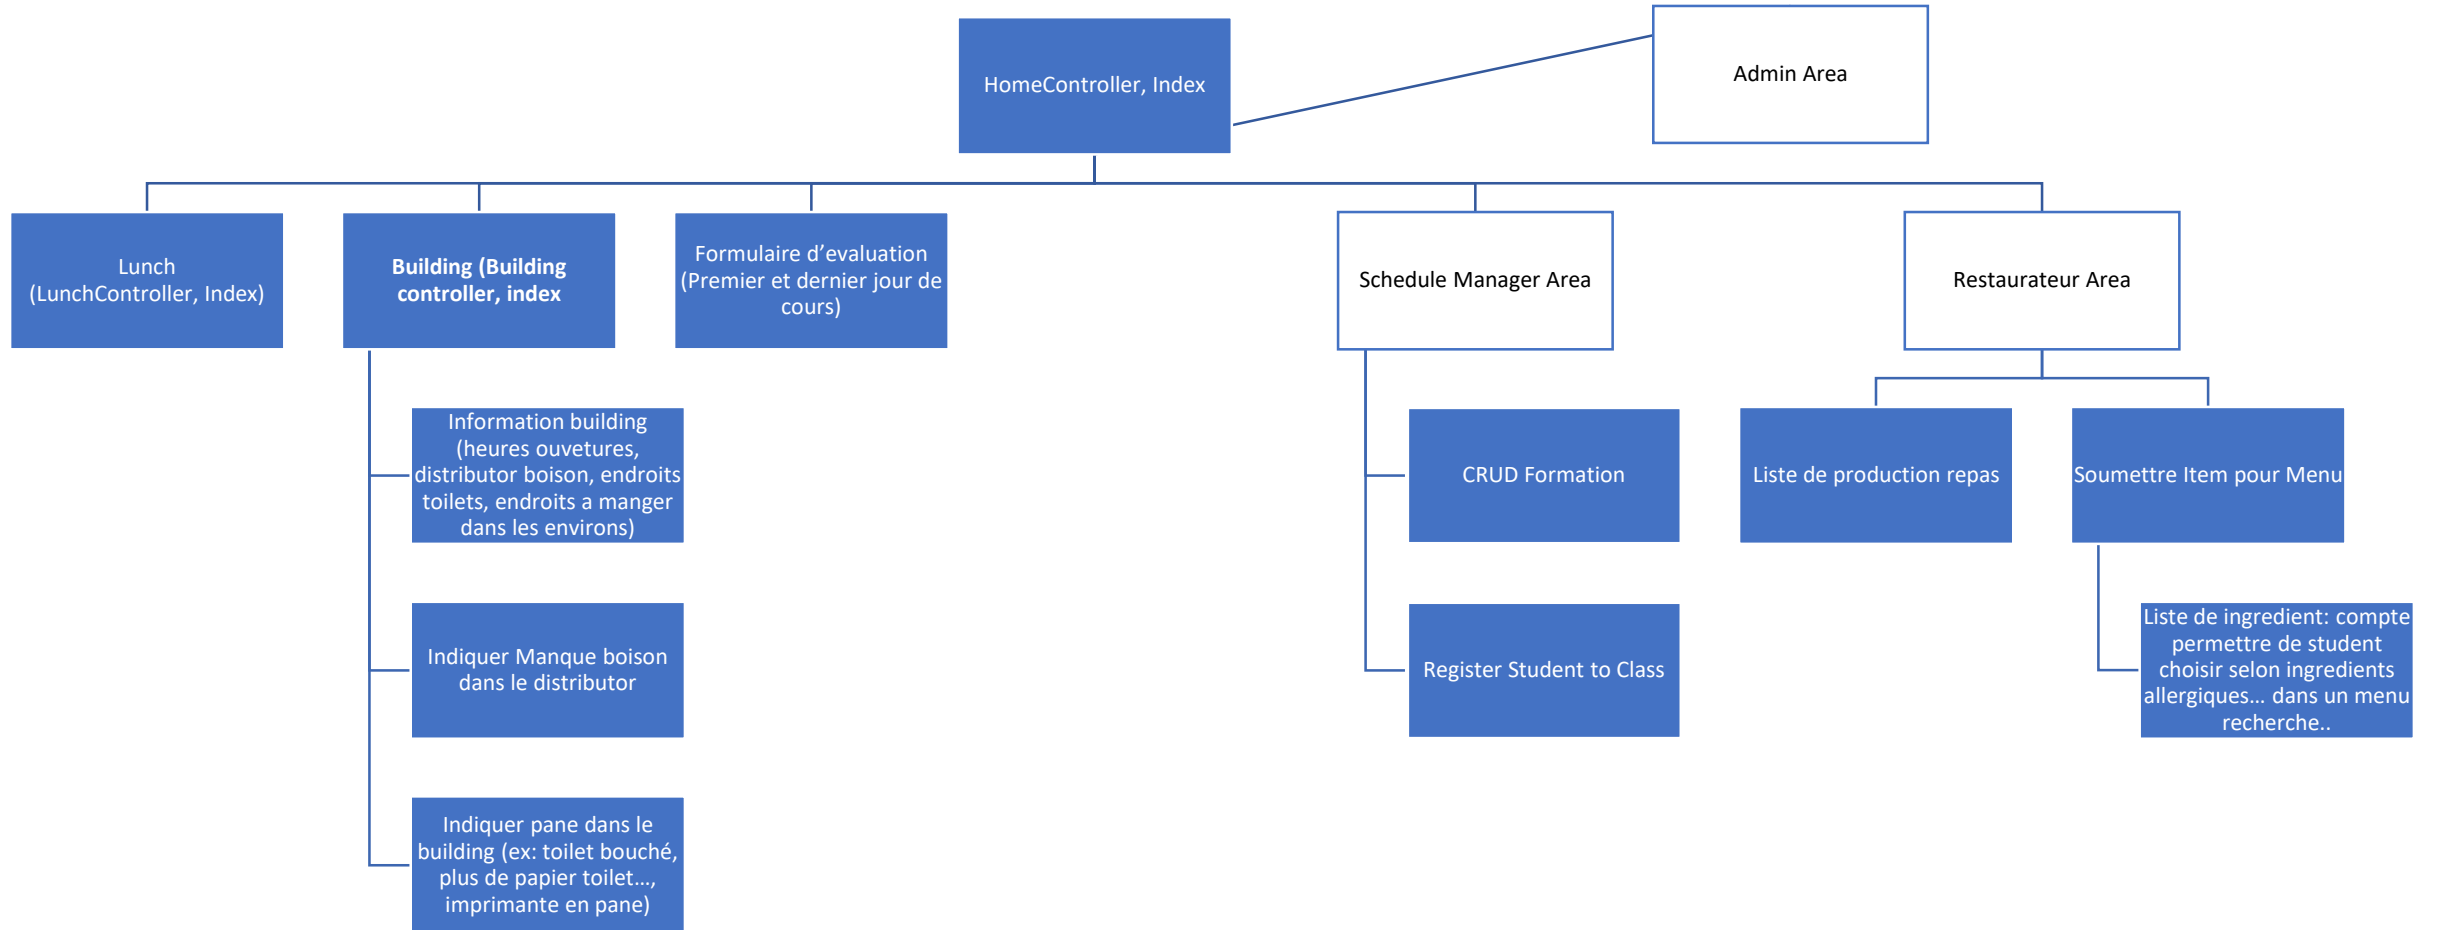 HomeController, Index
Admin Area
Lunch
(LunchController, Index)
Building (Building
controller, index
Formulaire d’evaluation
(Premier et dernier jour de
cours)
Schedule Manager Area
Restaurateur Area
Information building
(heures ouvetures,
distributor boison, endroits
toilets, endroits a manger
dans les environs)
CRUD Formation
Liste de production repas
Soumettre Item pour Menu
Indiquer Manque boison
dans le distributor
Register Student to Class
Liste de ingredient: compte
permettre de student
choisir selon ingredients
allergiques... dans un menu
recherche..
Indiquer pane dans le
building (ex: toilet bouché,
plus de papier toilet...,
imprimante en pane)